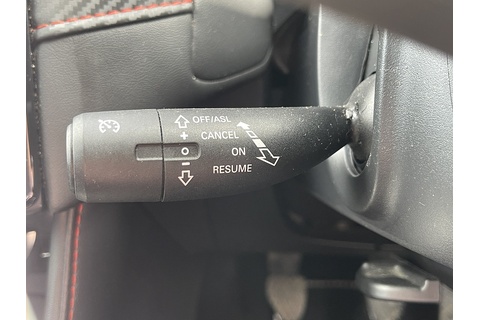 OFF/ASL
+ CANCEL
O ON
− RESUME